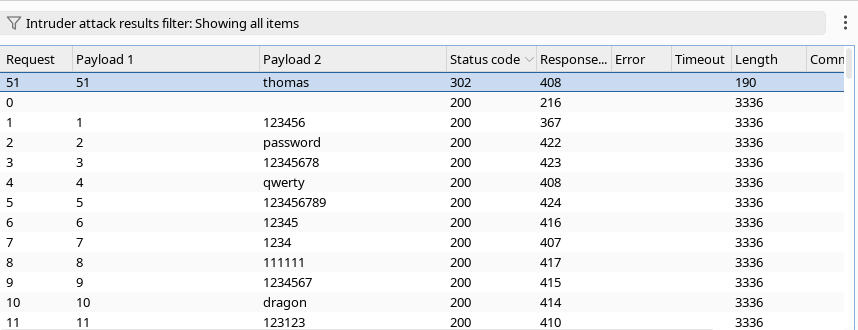 Intruder attack results filter: Showing all items
Request Payload 1 Payload 2 Status code Response... Error Timeout Length Comm
51 51 thomas 302 408 190
0 200 216 3336
1 1 123456 200 367 3336
2 2 password 200 422 3336
3 3 12345678 200 423 3336
4 4 qwerty 200 408 3336
5 5 123456789 200 424 3336
6 6 12345 200 416 3336
7 7 1234 200 407 3336
8 8 111111 200 417 3336
9 9 1234567 200 415 3336
10 10 dragon 200 414 3336
11 11 123123 200 410 3336